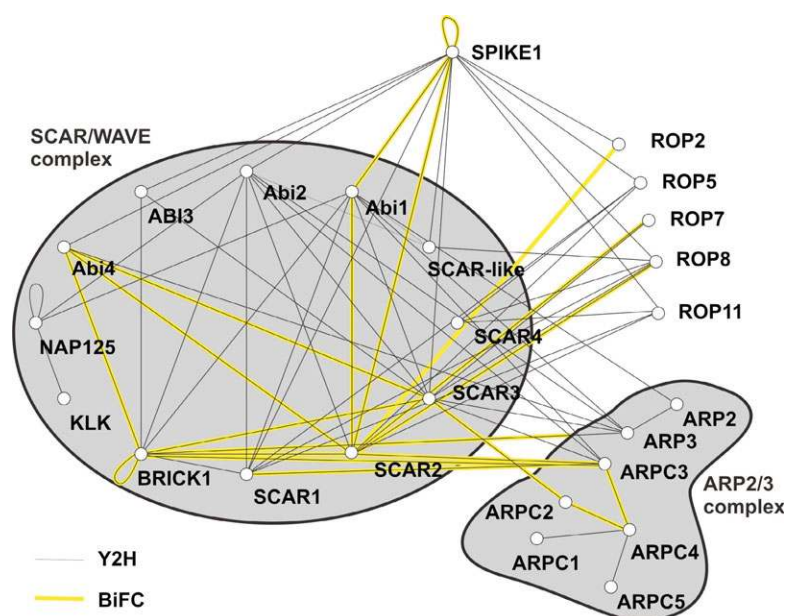 SPIKE1
SCAR/WAVE
complex
ROP2
ROP5
ABI3
Abi2
Abi1
ROP7
Abi4
SCAR-like
ROP8
NAP125
SCAR4
ROP11
KLK
SCAR3
ARP2
ARP3
BRICK1
SCAR1
SCAR2
ARPC3
ARP2/3
complex
ARPC2
ARPC4
ARPC1
ARPC5
Y2H
BiFC